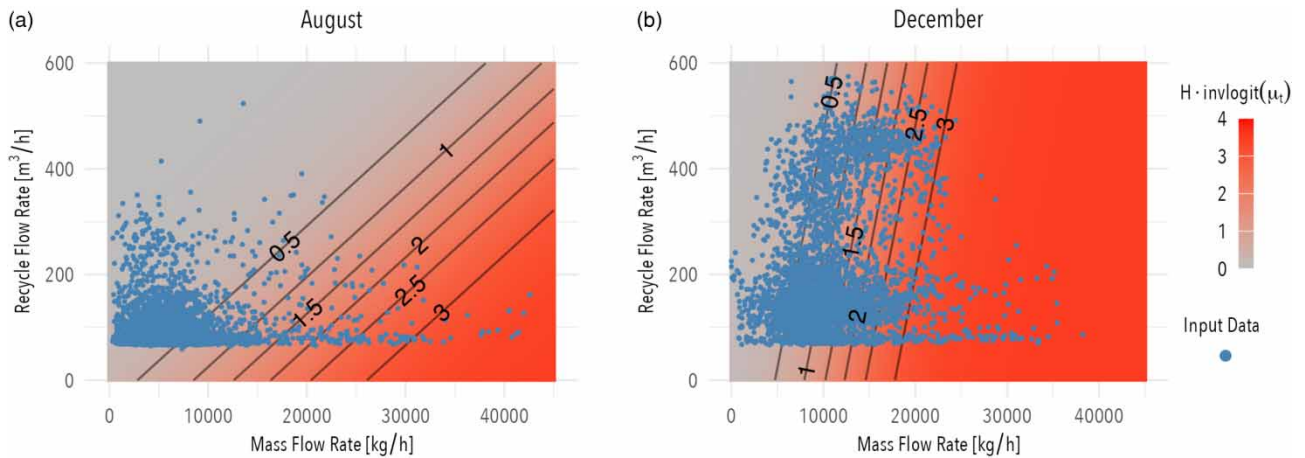 (a)
August
Recycle Flow Rate [m³/h]
600
400
200
0
0.5
1
1.5
2
2.5
3
0 10000 20000 30000 40000
Mass Flow Rate [kg/h]
(b)
December
Recycle Flow Rate [m³/h]
600
400
200
0
0.5
2.5
3
1.5
2
1
0 10000 20000 30000 40000
Mass Flow Rate [kg/h]
H · invlogit(μₜ)
4
3
2
1
0
Input Data